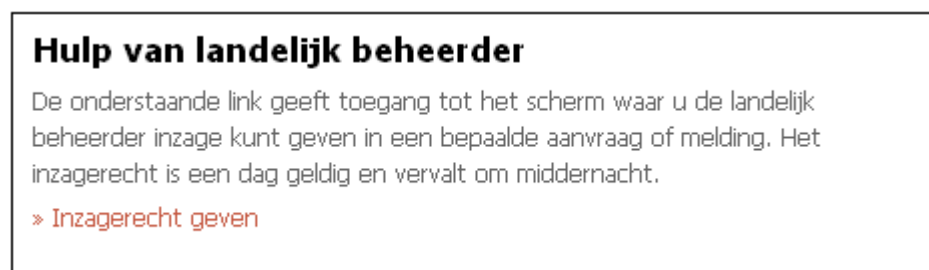 Hulp van landelijk beheerder
De onderstaande link geeft toegang tot het scherm waar u de landelijk
beheerder inzage kunt geven in een bepaalde aanvraag of melding. Het
inzagerecht is een dag geldig en vervalt om middernacht.
» Inzagerecht geven